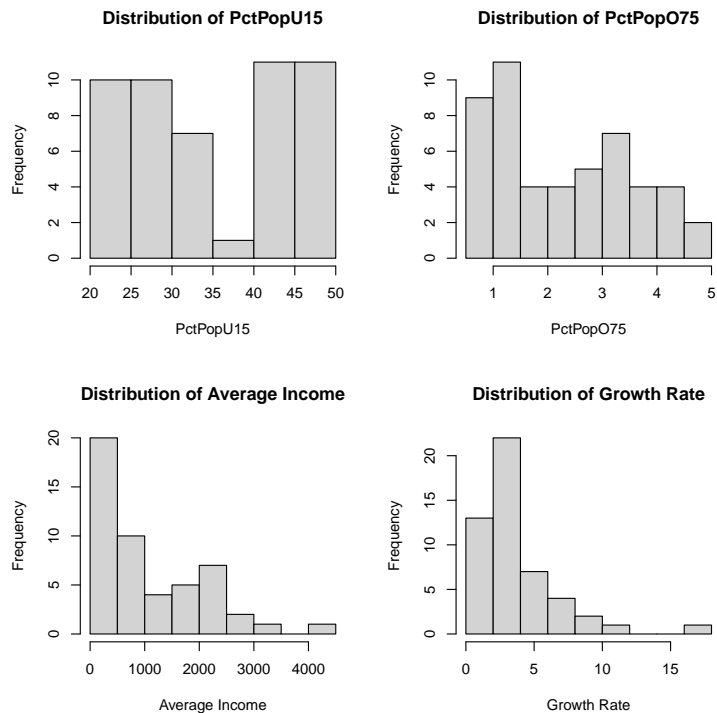 Distribution of PctPopU15
Frequency
0 2 4 6 8 10
20 25 30 35 40 45 50
PctPopU15
Distribution of PctPopO75
Frequency
0 2 4 6 8 10
1 2 3 4 5
PctPopO75
Distribution of Average Income
Frequency
0 5 10 15 20
0 1000 2000 3000 4000
Average Income
Distribution of Growth Rate
Frequency
0 5 10 15 20
0 5 10 15
Growth Rate